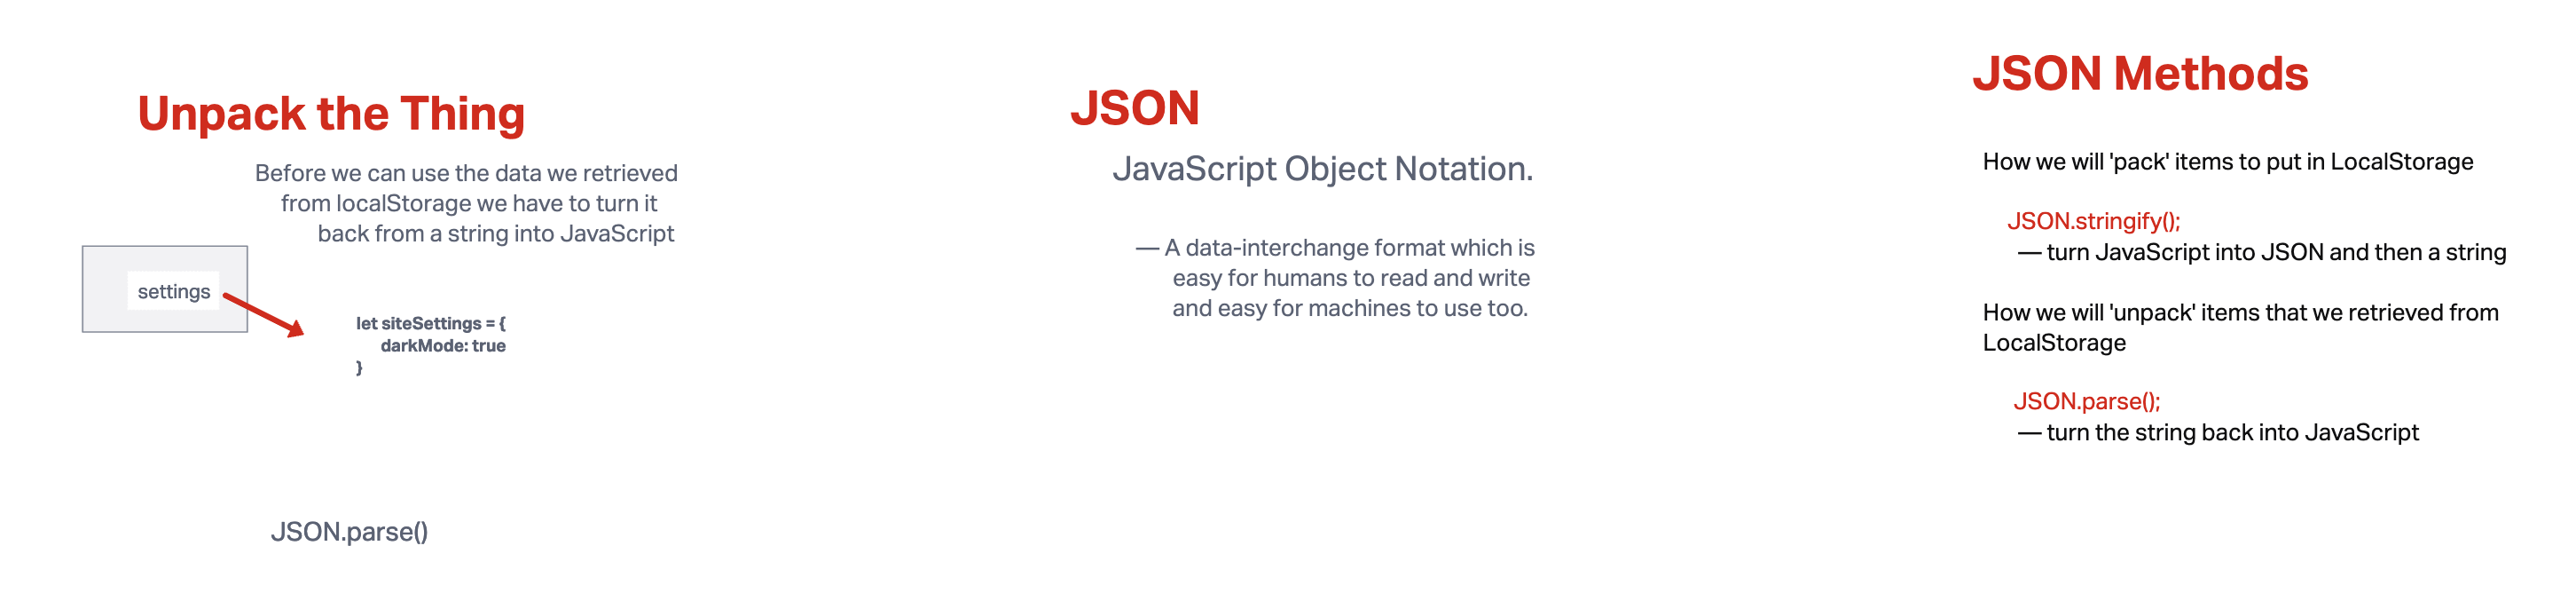 Unpack the Thing
Before we can use the data we retrieved
from localStorage we have to turn it
back from a string into JavaScript
settings
let siteSettings = {
darkMode: true
}
JSON.parse()
JSON
JavaScript Object Notation.
— A data-interchange format which is
easy for humans to read and write
and easy for machines to use too.
JSON Methods
How we will 'pack' items to put in LocalStorage
JSON.stringify();
— turn JavaScript into JSON and then a string
How we will 'unpack' items that we retrieved from
LocalStorage
JSON.parse();
— turn the string back into JavaScript